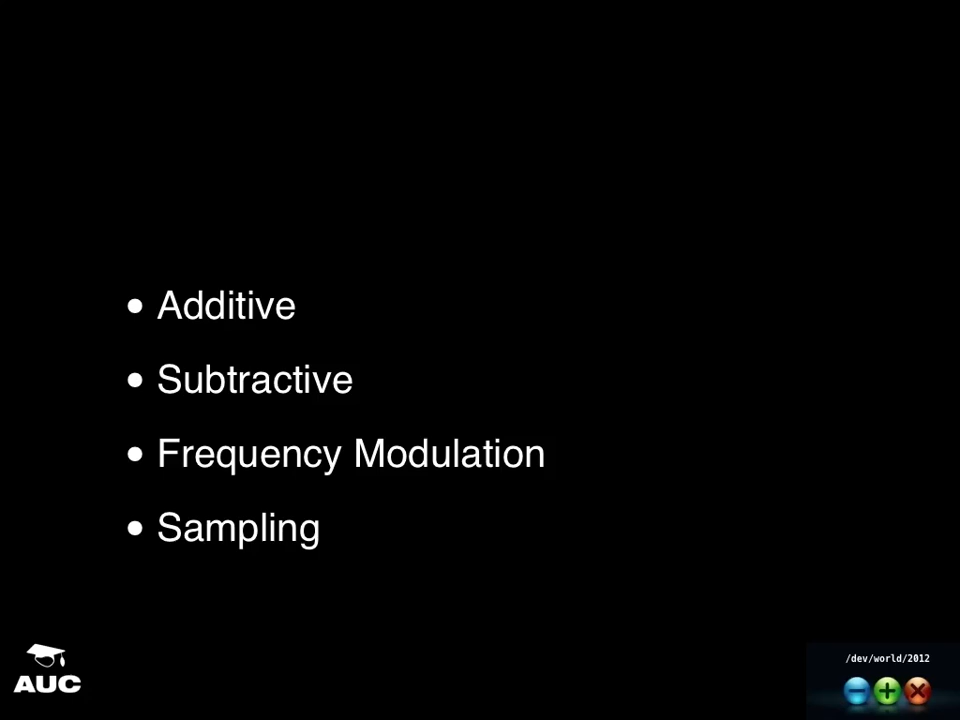 • Additive
• Subtractive
• Frequency Modulation
• Sampling
AUC
/dev/world/2012